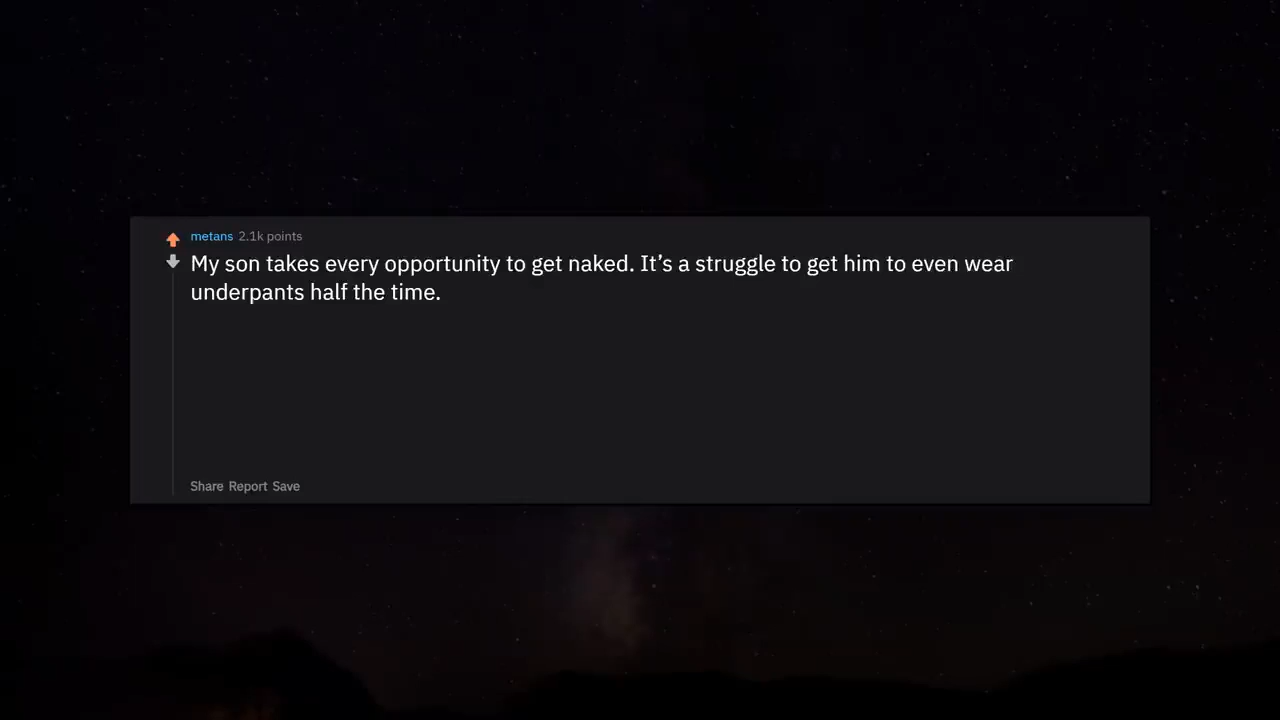 metans 2.1k points
My son takes every opportunity to get naked. It’s a struggle to get him to even wear
underpants half the time.
Share Report Save